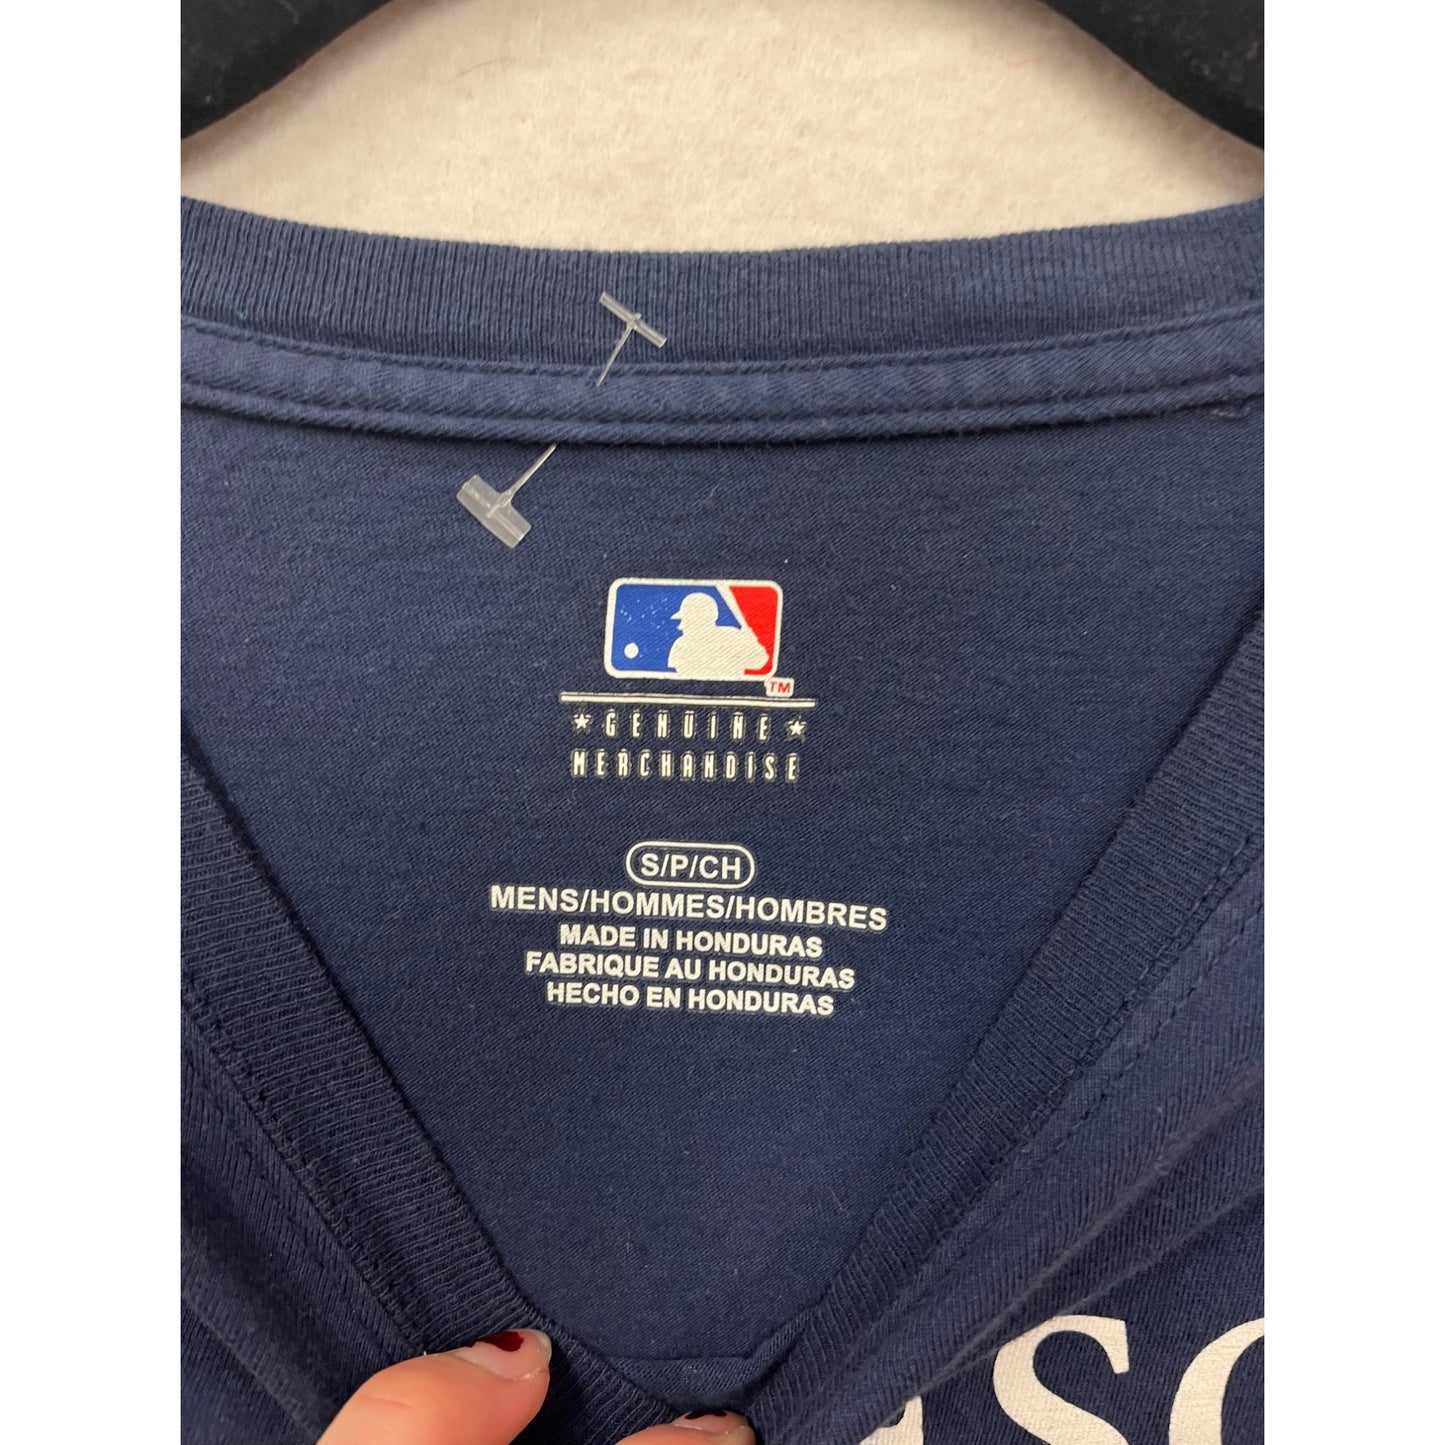 TM
GENUINE
MERCHANDISE
S/P/CH
MENS/HOMMES/HOMBRES
MADE IN HONDURAS
FABRIQUE AU HONDURAS
HECHO EN HONDURAS